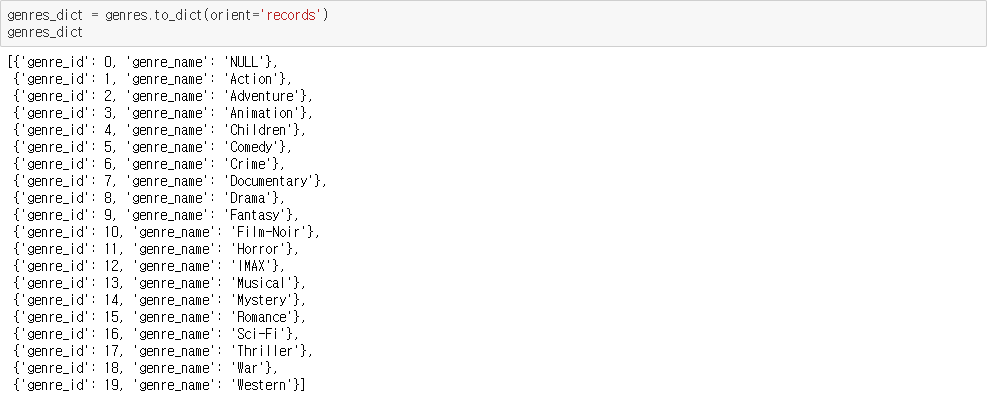 genres_dict = genres.to_dict(orient='records')
genres_dict
[{'genre_id': 0, 'genre_name': 'NULL'},
{'genre_id': 1, 'genre_name': 'Action'},
{'genre_id': 2, 'genre_name': 'Adventure'},
{'genre_id': 3, 'genre_name': 'Animation'},
{'genre_id': 4, 'genre_name': 'Children'},
{'genre_id': 5, 'genre_name': 'Comedy'},
{'genre_id': 6, 'genre_name': 'Crime'},
{'genre_id': 7, 'genre_name': 'Documentary'},
{'genre_id': 8, 'genre_name': 'Drama'},
{'genre_id': 9, 'genre_name': 'Fantasy'},
{'genre_id': 10, 'genre_name': 'Film-Noir'},
{'genre_id': 11, 'genre_name': 'Horror'},
{'genre_id': 12, 'genre_name': 'IMAX'},
{'genre_id': 13, 'genre_name': 'Musical'},
{'genre_id': 14, 'genre_name': 'Mystery'},
{'genre_id': 15, 'genre_name': 'Romance'},
{'genre_id': 16, 'genre_name': 'Sci-Fi'},
{'genre_id': 17, 'genre_name': 'Thriller'},
{'genre_id': 18, 'genre_name': 'War'},
{'genre_id': 19, 'genre_name': 'Western'}]